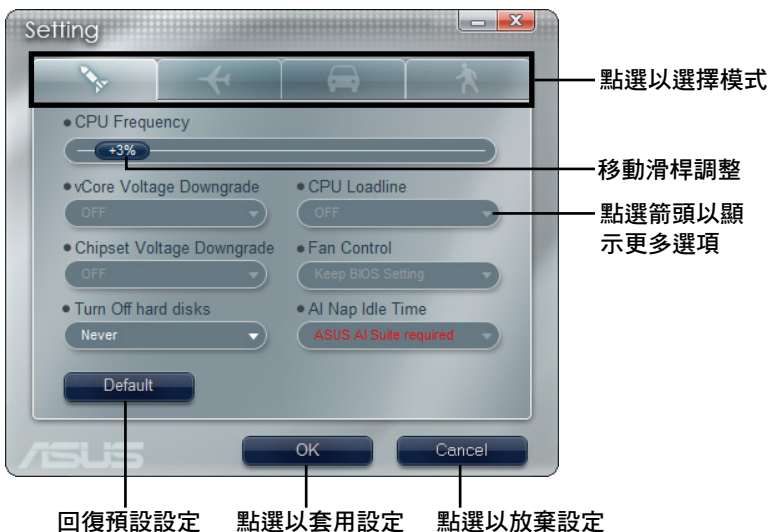 Setting
點選以選擇模式
CPU Frequency
+3%
移動滑桿調整
vCore Voltage Downgrade
CPU Loadline
OFF
OFF
點選箭頭以顯
示更多選項
Chipset Voltage Downgrade
Fan Control
OFF
Keep BIOS Setting
Turn Off hard disks
AI Nap Idle Time
Never
ASUS AI Suite required
Default
ASUS
OK
Cancel
回復預設設定
點選以套用設定
點選以放棄設定